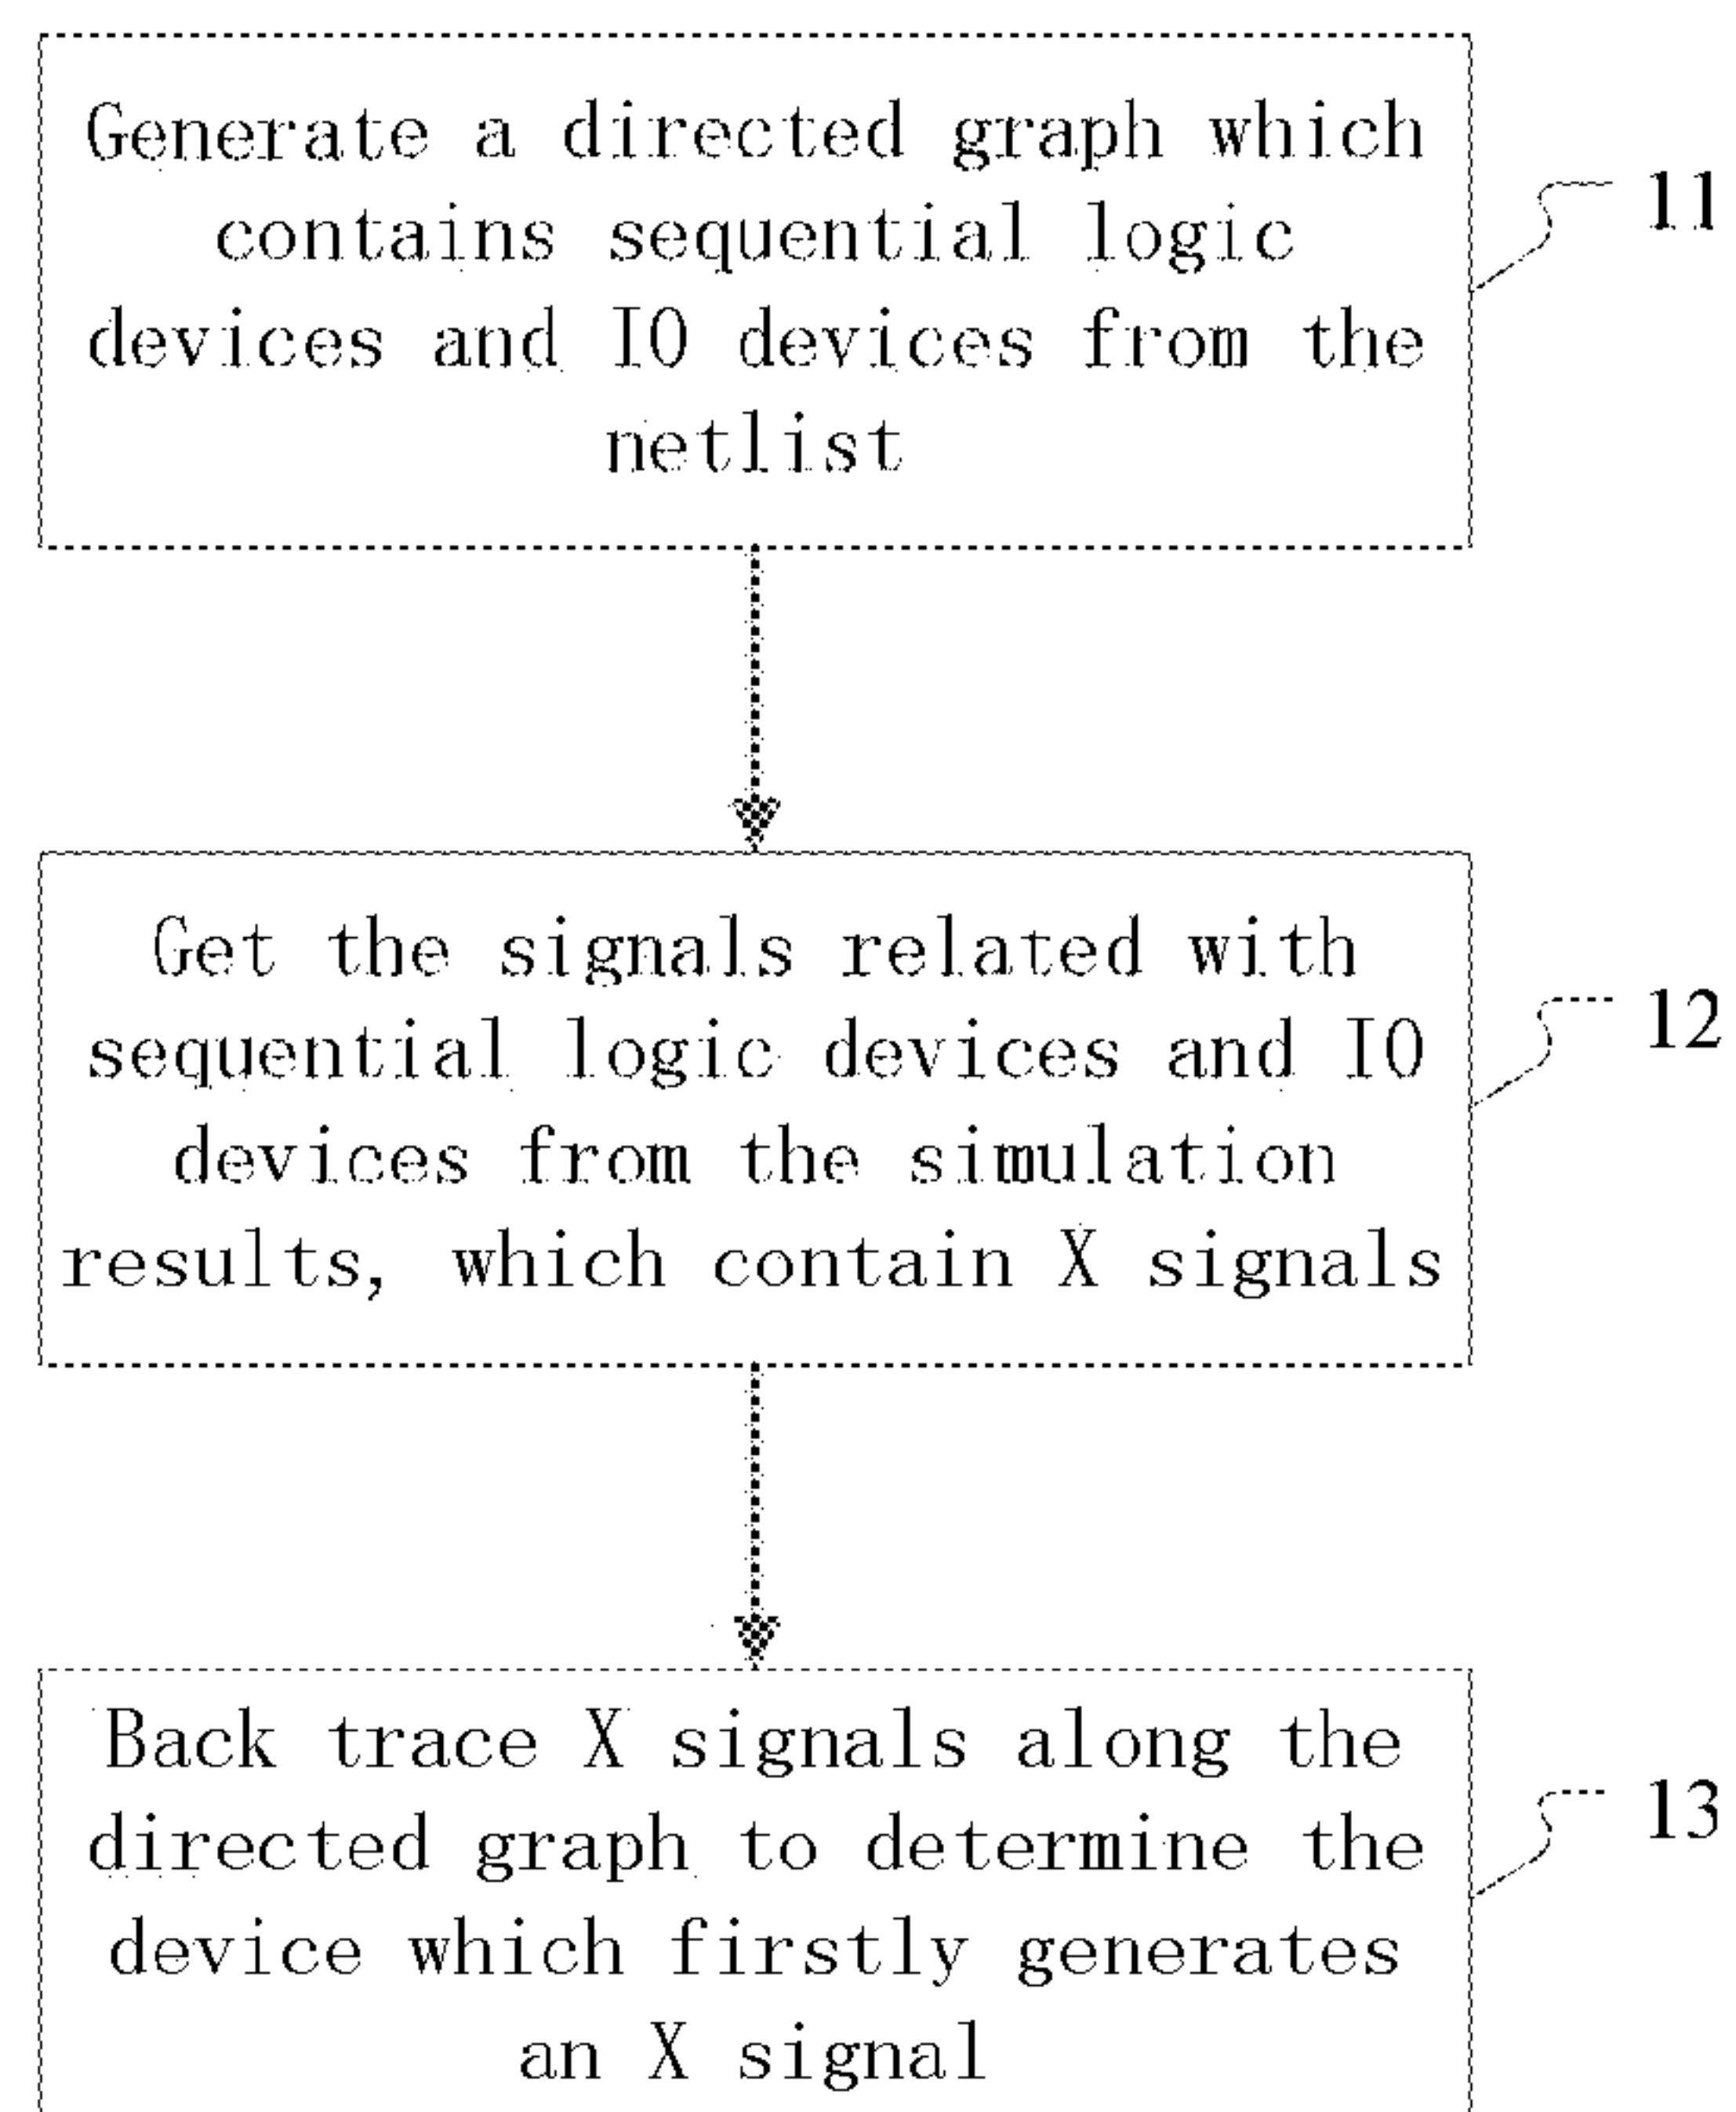 Generate a directed graph which
contains sequential logic
devices and IO devices from the
netlist
11
Get the signals related with
sequential logic devices and IO
devices from the simulation
results, which contain X signals
12
Back trace X signals along the
directed graph to determine the
device which firstly generates
an X signal
13